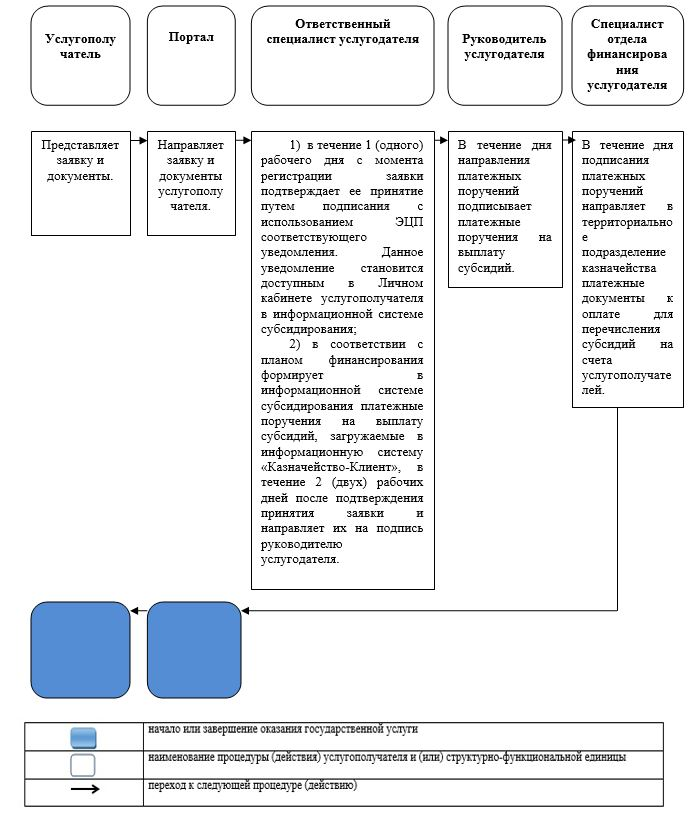 Услугополу
чатель
Портал
Ответственный
специалист услугодателя
Руководитель
услугодателя
Специалист
отдела
финансирова
ния
услугодателя
Представляет
заявку и
документы.
Направляет
заявку и
документы
услугополу
чателя.
1) в течение 1 (одного)
рабочего дня с момента
регистрации заявки
подтверждает ее принятие
путем подписания с
использованием ЭЦП
соответствующего
уведомления. Данное
уведомление становится
доступным в Личном
кабинете услугополучателя
в информационной системе
субсидирования;
2) в соответствии с
планом финансирования
формирует в
информационной системе
субсидирования платежные
поручения на выплату
субсидий, загружаемые в
информационную систему
«Казначейство-Клиент», в
течение 2 (двух) рабочих
дней после подтверждения
принятия заявки и
направляет их на подпись
руководителю
услугодателя.
В течение дня
направления
платежных
поручений
подписывает
платежные
поручения на
выплату
субсидий.
В течение дня
подписания
платежных
поручений
направляет в
территориально
е
подразделение
казначейства
платежные
документы к
оплате для
перечисления
субсидий на
счета
услугополучате
лей.
начало или завершение оказания государственной услуги
наименование процедуры (действия) услугополучателя и (или) структурно-функциональной единицы
переход к следующей процедуре (действию)